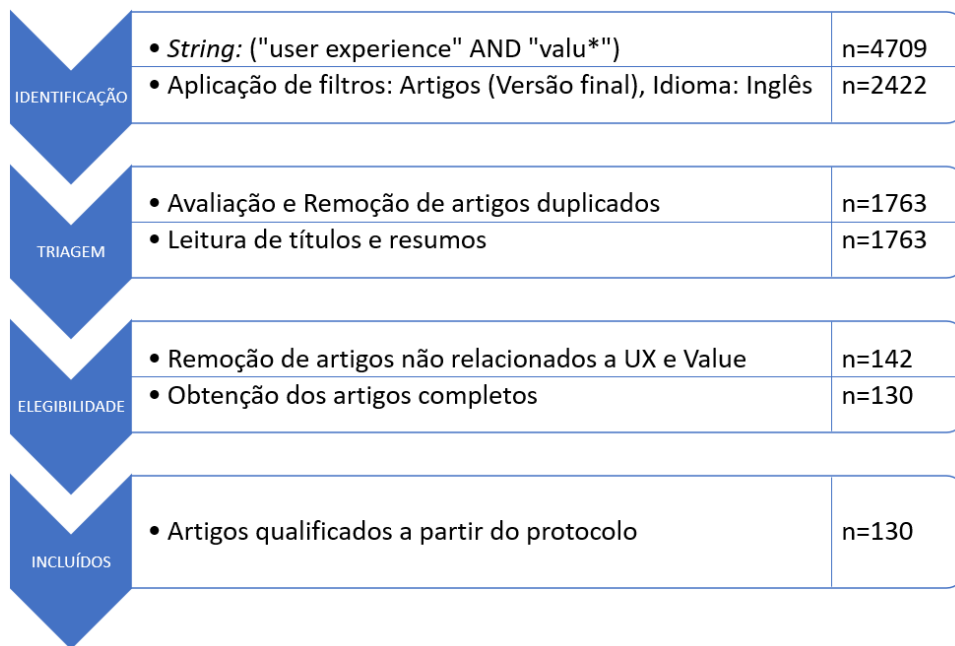 IDENTIFICAÇÃO
• String: ("user experience" AND "valu*") n=4709
• Aplicação de filtros: Artigos (Versão final), Idioma: Inglês n=2422
TRIAGEM
• Avaliação e Remoção de artigos duplicados n=1763
• Leitura de títulos e resumos n=1763
ELEGIBILIDADE
• Remoção de artigos não relacionados a UX e Value n=142
• Obtenção dos artigos completos n=130
INCLUÍDOS
• Artigos qualificados a partir do protocolo n=130